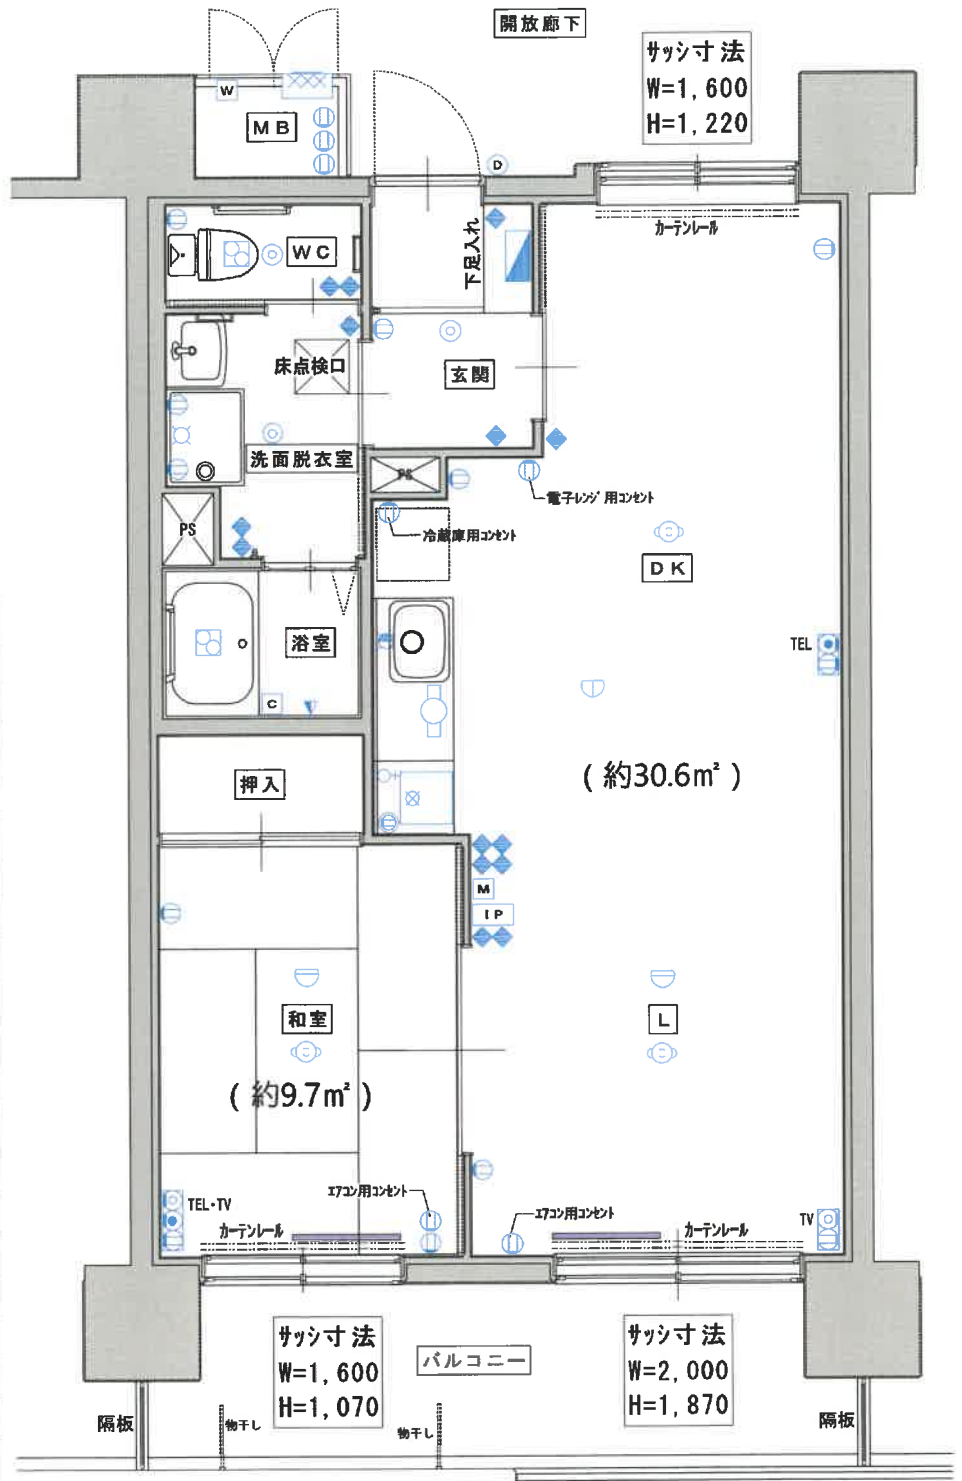 開放廊下
サッシ寸法
W=1,600
H=1,220
W
MB
D
カーテンレール
WC
下足入れ
床点検口
玄関
洗面脱衣室
PS
電子レンジ用コンセント
PS
冷蔵庫用コンセント
DK
浴室
TEL
C
(約30.6㎡)
押入
M
IP
和室
L
(約9.7㎡)
TEL・TV
エアコン用コンセント
カーテンレール
エアコン用コンセント
カーテンレール
TV
サッシ寸法
W=1,600
H=1,070
バルコニー
サッシ寸法
W=2,000
H=1,870
隔板
物干し
物干し
隔板